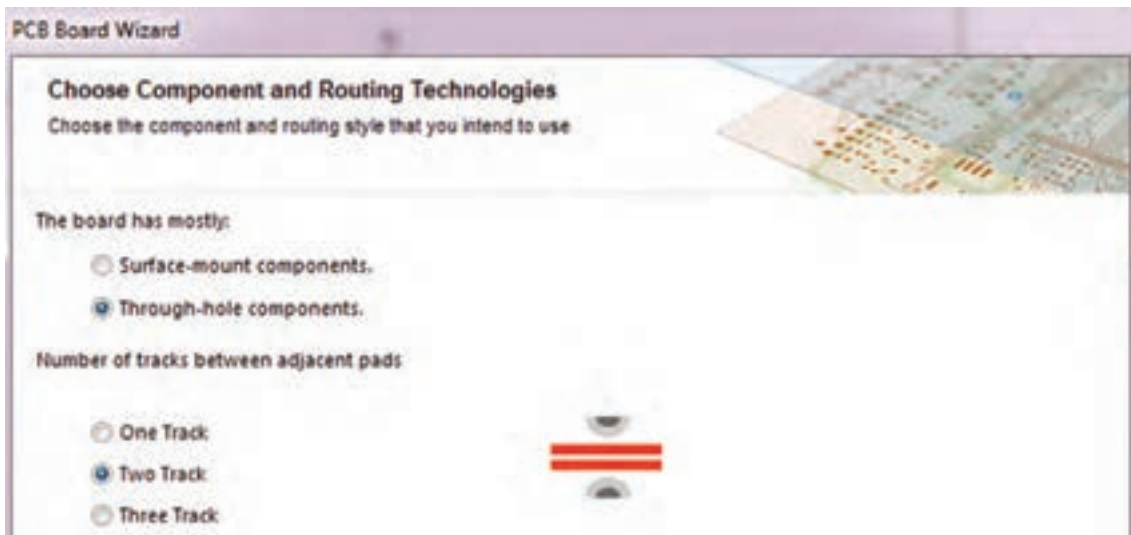 PCB Board Wizard
Choose Component and Routing Technologies
Choose the component and routing style that you intend to use
The board has mostly:
Surface-mount components.
Through-hole components.
Number of tracks between adjacent pads
One Track
Two Track
Three Track